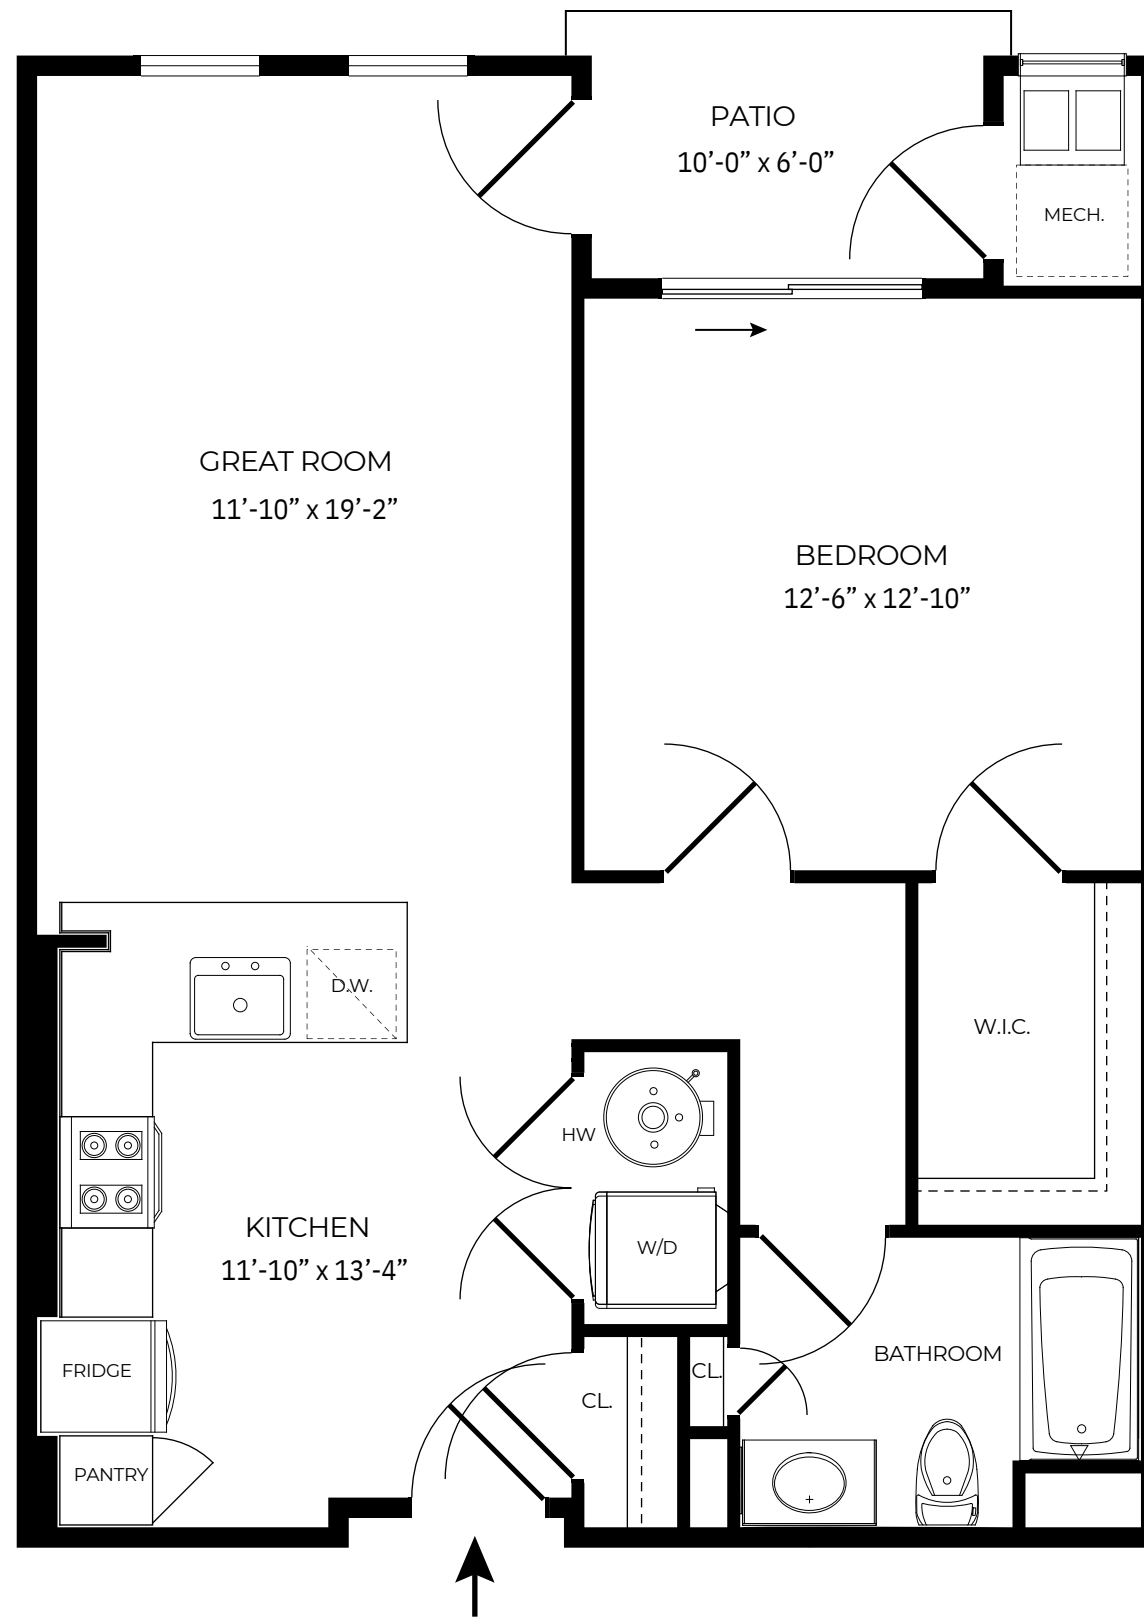 PATIO
10’-0” x 6’-0”
MECH.
GREAT ROOM
11’-10” x 19’-2”
BEDROOM
12’-6” x 12’-10”
D.W.
W.I.C.
HW
KITCHEN
11’-10” x 13’-4”
W/D
BATHROOM
FRIDGE
CL.
CL.
PANTRY